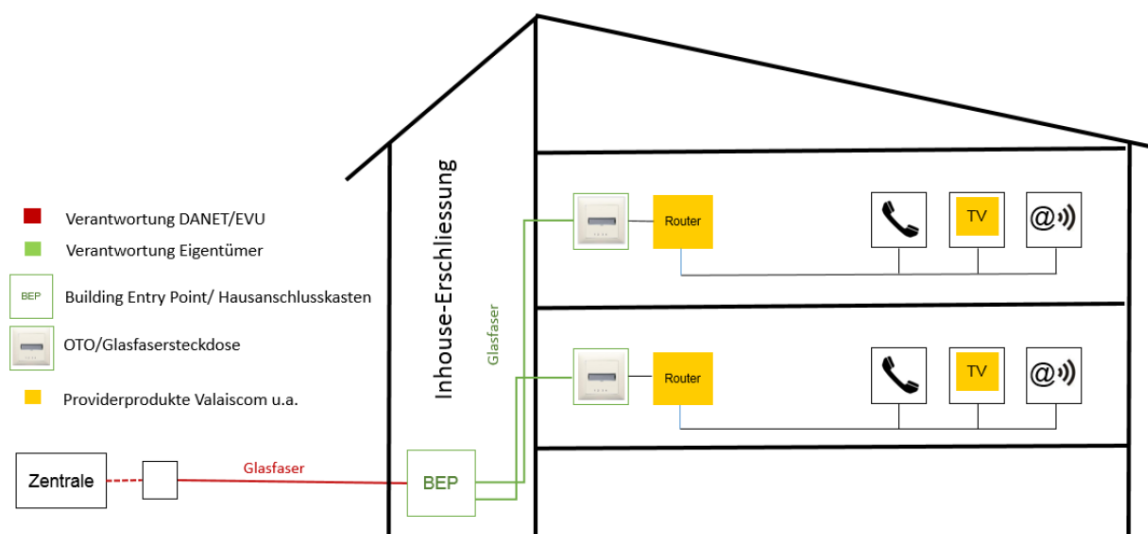 Verantwortung DANET/EVU
Verantwortung Eigentümer
BEP
Building Entry Point/ Hausanschlusskasten
OTO/Glasfasersteckdose
Providerprodukte Valaiscom u.a.
Zentrale
Glasfaser
BEP
Inhouse-Erschliessung
Glasfaser
Router
TV
@
Router
TV
@